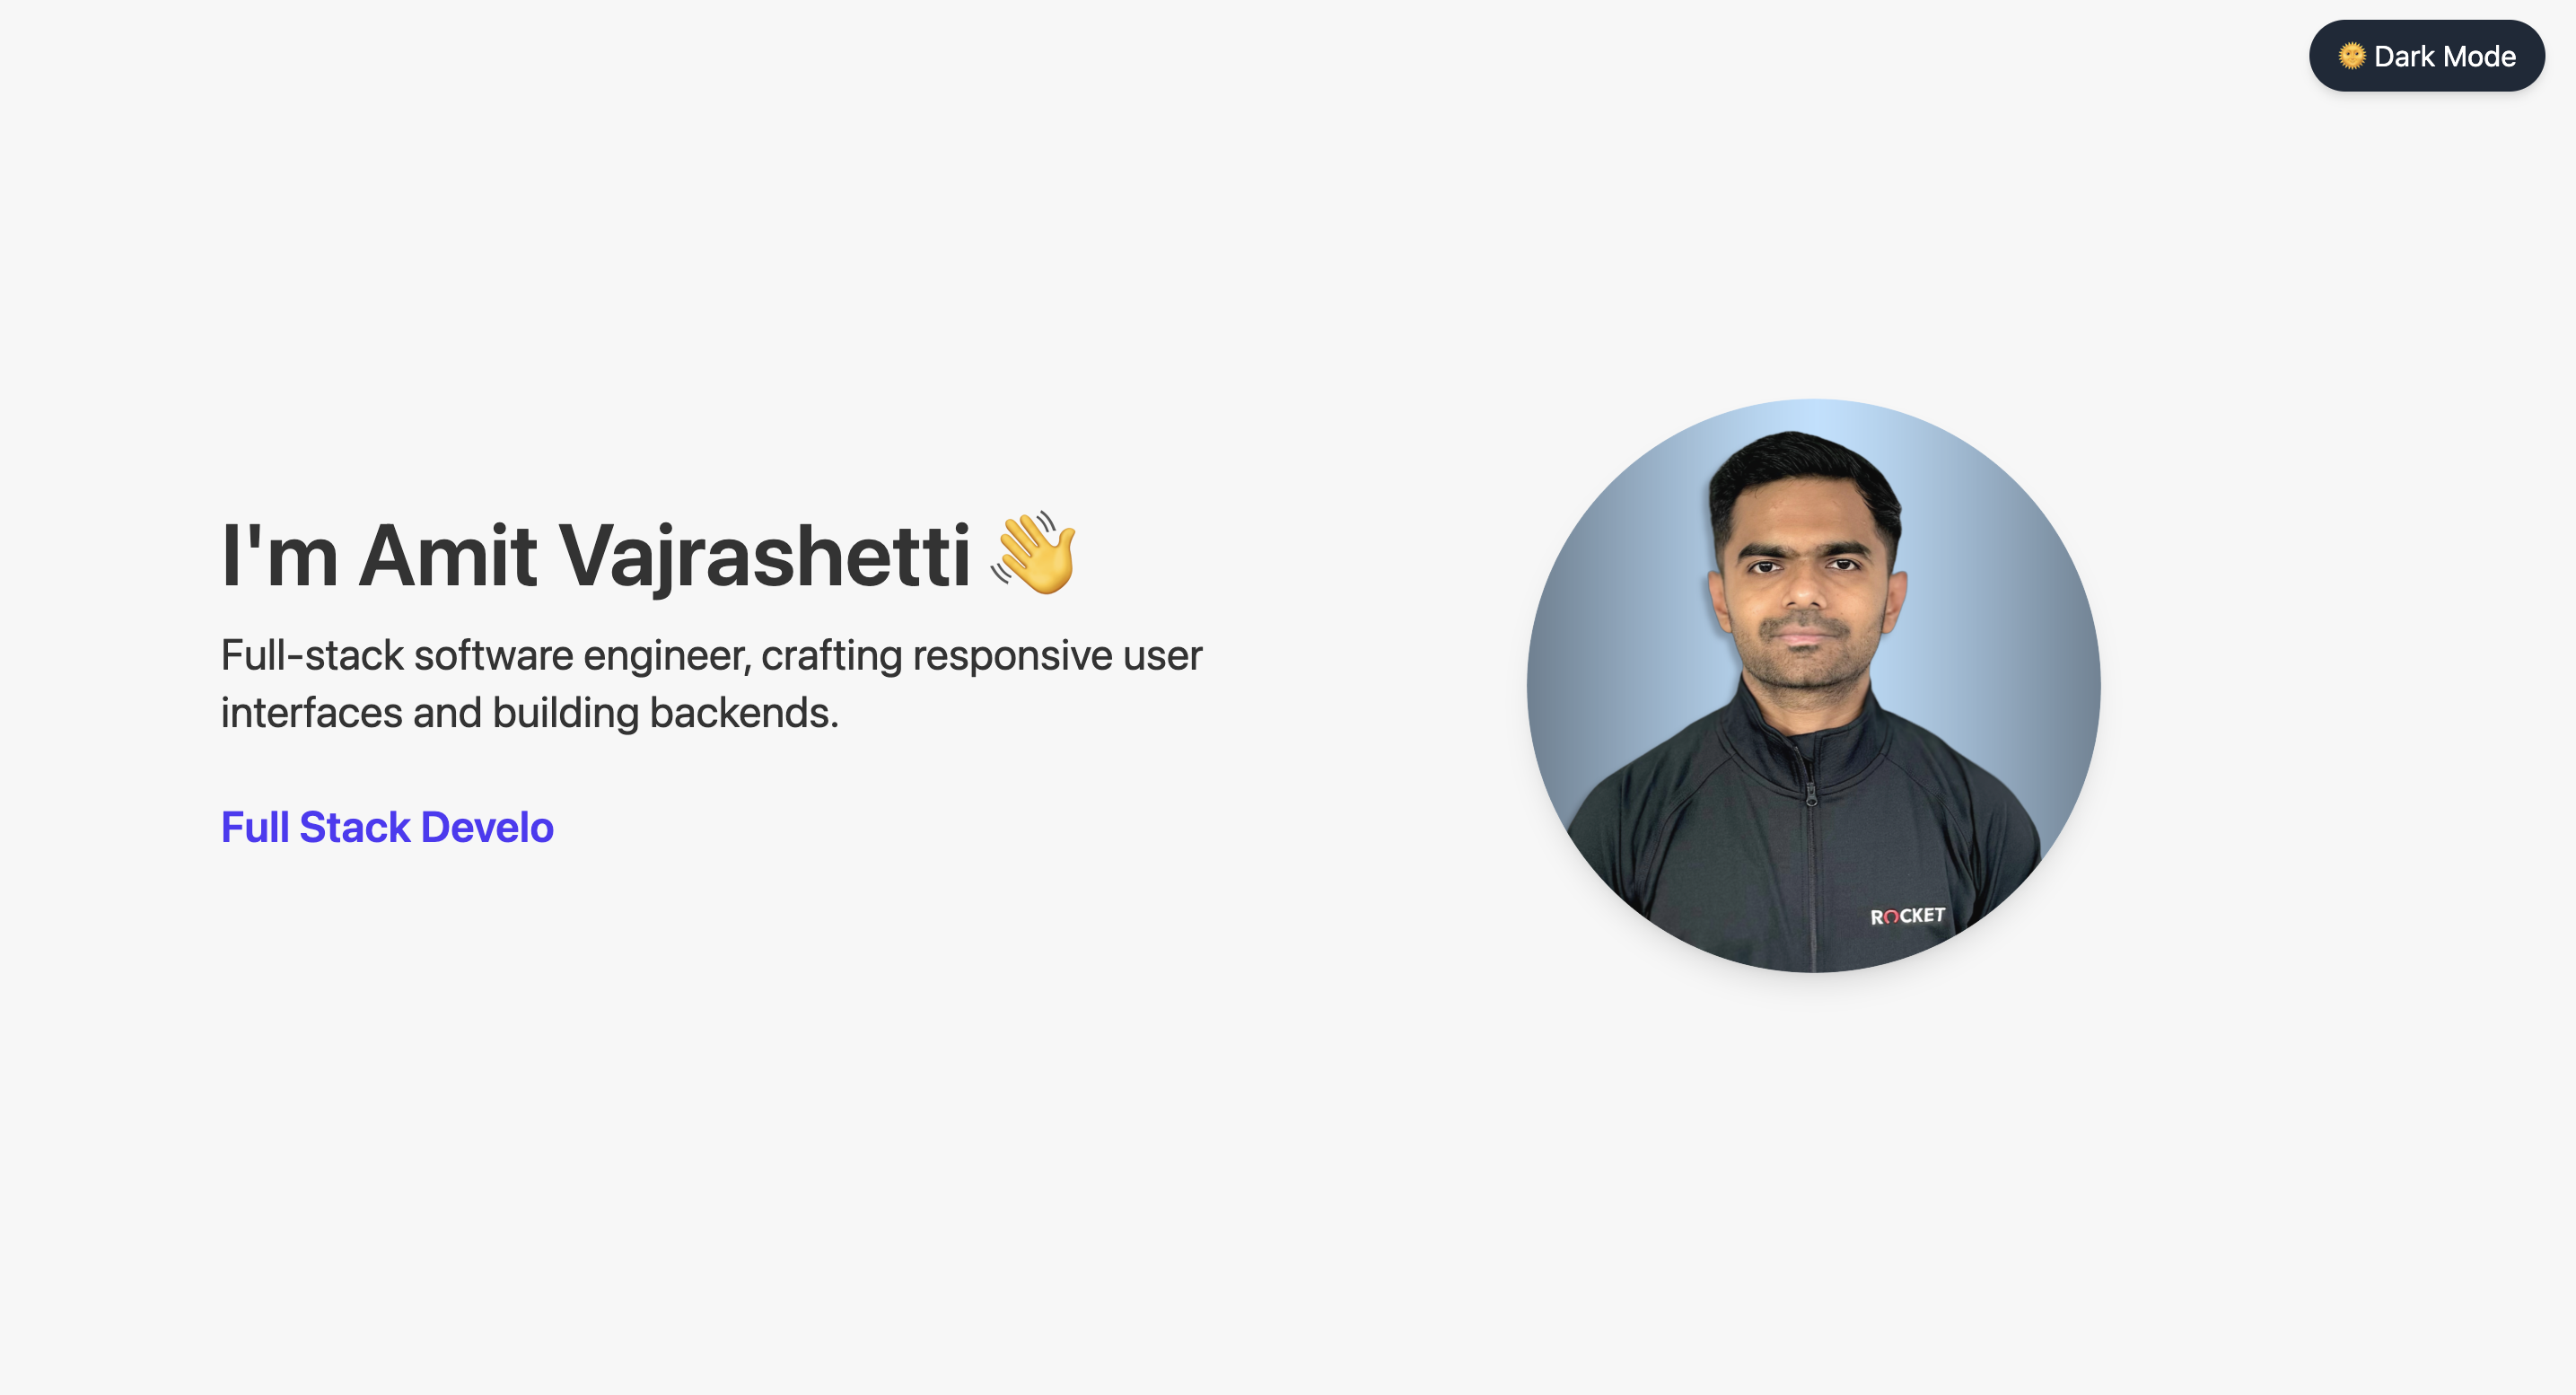 🌞 Dark Mode
I'm Amit Vajrashetti 👋
Full-stack software engineer, crafting responsive user
interfaces and building backends.
Full Stack Develo
ROCKET